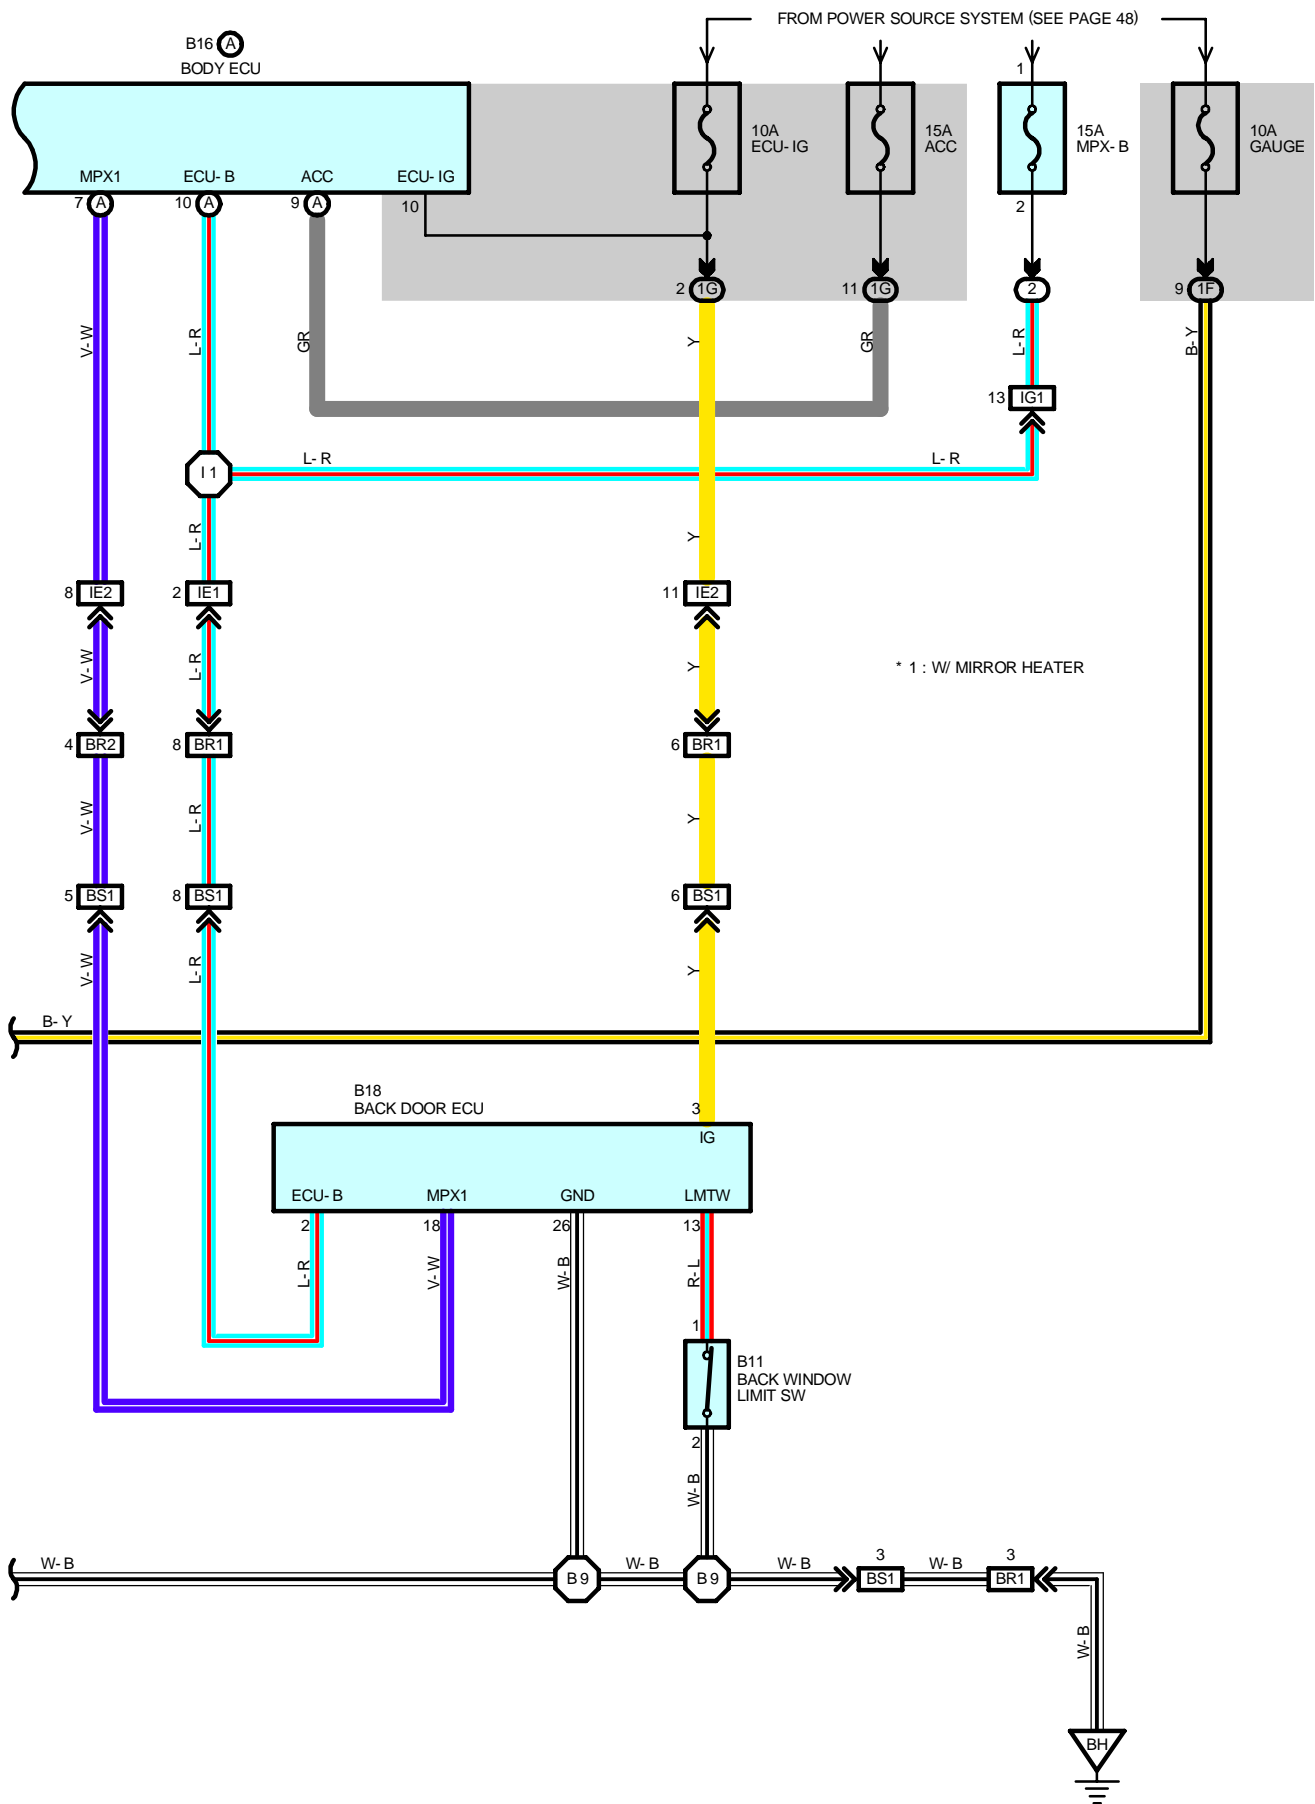 FROM POWER SOURCE SYSTEM (SEE PAGE 48)
B16 A
BODY ECU
1
10A
ECU-IG
15A
ACC
15A
MPX-B
10A
GAUGE
MPX1 ECU-B ACC ECU-IG
7 A 10 A 9 A 10 2
2 1G 11 1G 2 9 1F
V-W L-R GR Y GR L-R B-Y
13 IG1
L-R L-R
I1
L-R Y
8 IE2 2 IE1 11 IE2
V-W L-R Y
* 1 : W/ MIRROR HEATER
4 BR2 8 BR1 6 BR1
V-W L-R Y
5 BS1 8 BS1 6 BS1
V-W L-R Y
B-Y
B18
BACK DOOR ECU
3
IG
ECU-B MPX1 GND LMTW
2 18 26 13
L-R V-W W-B R-L
1
B11
BACK WINDOW
LIMIT SW
2
W-B
W-B W-B W-B 3 W-B 3
B9 B9 BS1 BR1
W-B
BH